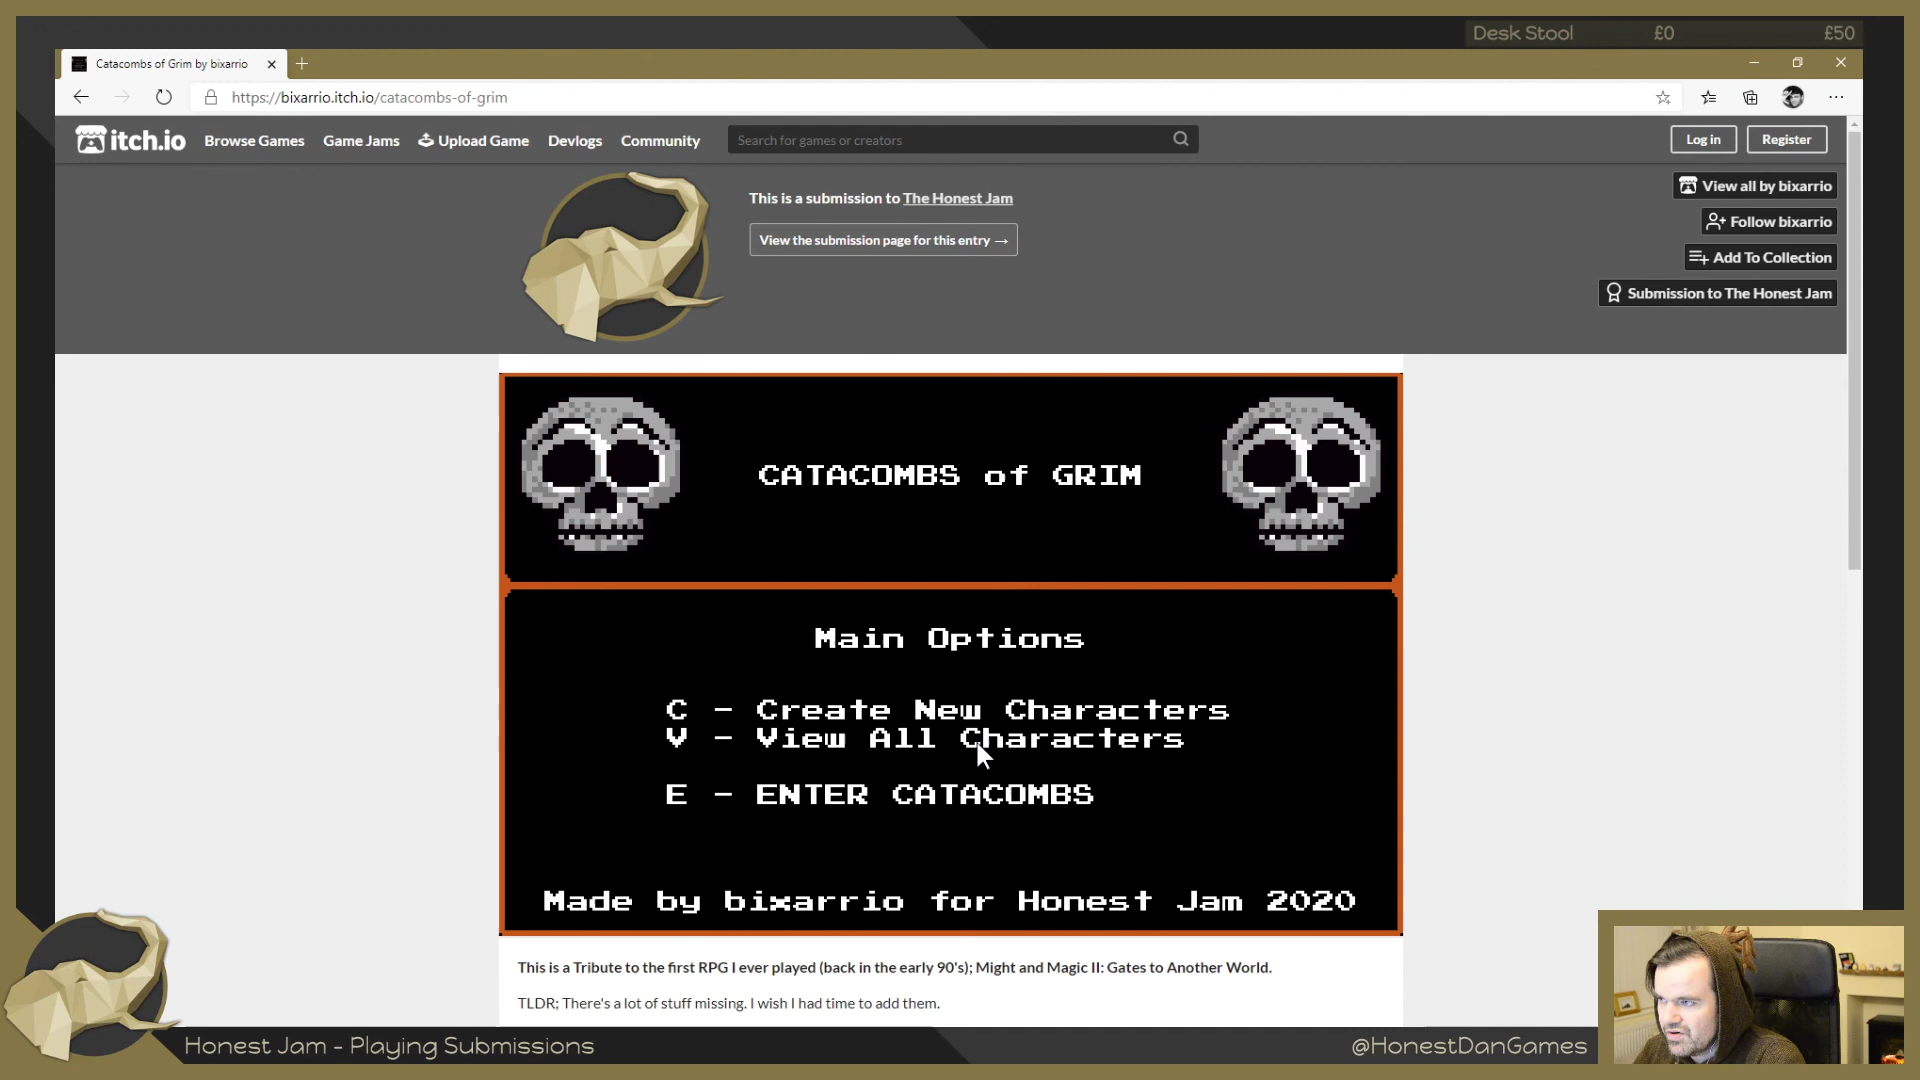 Desk Stool £0 £50
Catacombs of Grim by bixarrio
https://bixarrio.itch.io/catacombs-of-grim
itch.io Browse Games Game Jams Upload Game Devlogs Community Search for games or creators Log in Register
This is a submission to The Honest Jam
View the submission page for this entry →
View all by bixarrio
Follow bixarrio
Add To Collection
Submission to The Honest Jam
CATACOMBS of GRIM
Main Options
C - Create New Characters
V - View All Characters
E - ENTER CATACOMBS
Made by bixarrio for Honest Jam 2020
This is a Tribute to the first RPG I ever played (back in the early 90's); Might and Magic II: Gates to Another World.
TLDR; There's a lot of stuff missing. I wish I had time to add them.
Honest Jam - Playing Submissions
@HonestDanGames